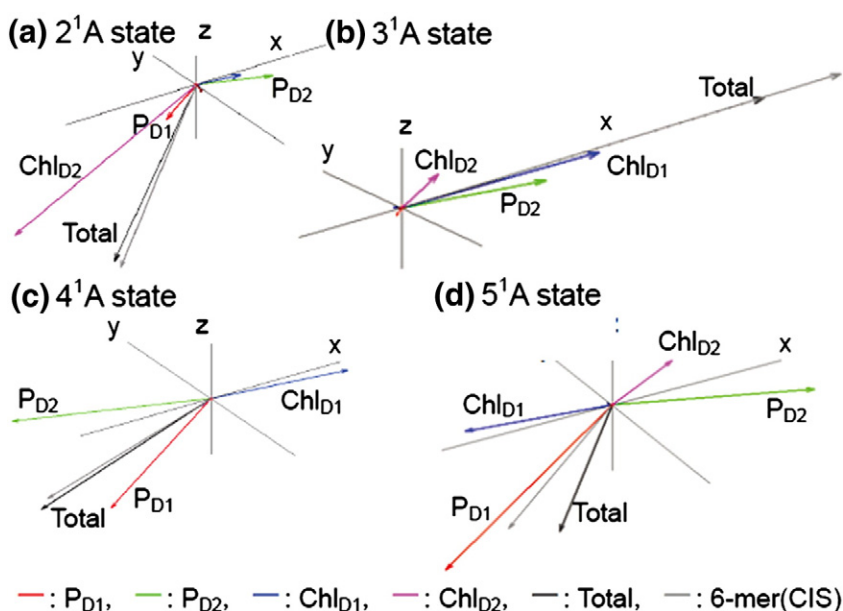 (a) 2¹A state
z
x
y
P_D2
P_D1
Chl_D2
Total
(b) 3¹A state
Total
x
z
y
Chl_D2
Chl_D1
P_D2
(c) 4¹A state
z
y
x
P_D2
Chl_D1
P_D1
Total
(d) 5¹A state
Chl_D2
x
Chl_D1
P_D2
P_D1
Total
: P_D1, : P_D2, : Chl_D1, : Chl_D2, : Total, : 6-mer(CIS)